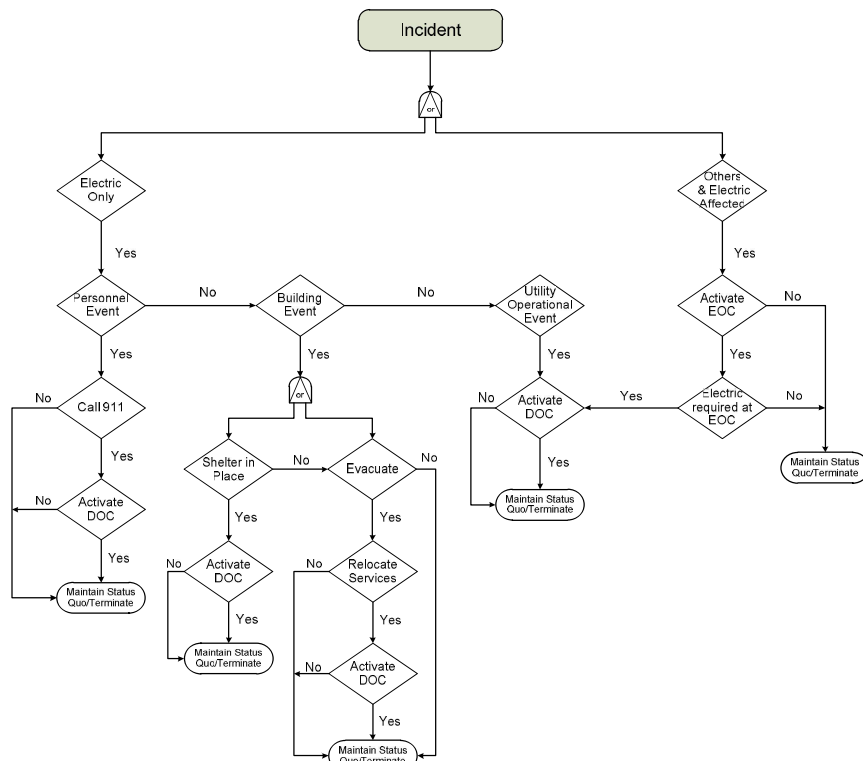 Incident
or
Electric
Only
Others
& Electric
Affected
Yes
Yes
Personnel
Event
No
Building
Event
No
Utility
Operational
Event
Activate
EOC
No
Yes
Yes
Yes
Yes
No
Call 911
or
No
Activate
DOC
Yes
Electric
required at
EOC
No
Yes
Shelter in
Place
No
Evacuate
No
Yes
Maintain Status
Quo/Terminate
No
Activate
DOC
Yes
Yes
Maintain Status
Quo/Terminate
Yes
No
Activate
DOC
No
Relocate
Services
Maintain Status
Quo/Terminate
Yes
Yes
Maintain Status
Quo/Terminate
No
Activate
DOC
Yes
Maintain Status
Quo/Terminate